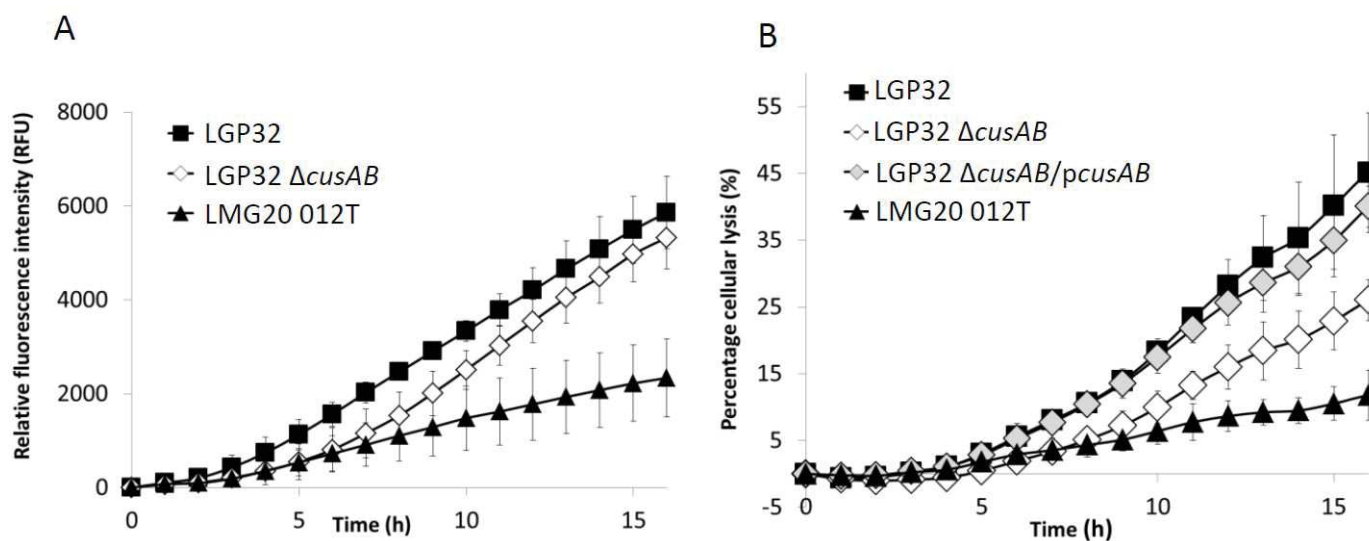 A
Relative fluorescence intensity (RFU)
8000
6000
4000
2000
0
LGP32
LGP32 ΔcusAB
LMG20 012T
0
5
10
15
Time (h)
B
Percentage cellular lysis (%)
55
45
35
25
15
5
-5
LGP32
LGP32 ΔcusAB
LGP32 ΔcusAB/pcusAB
LMG20 012T
0
5
10
15
Time (h)